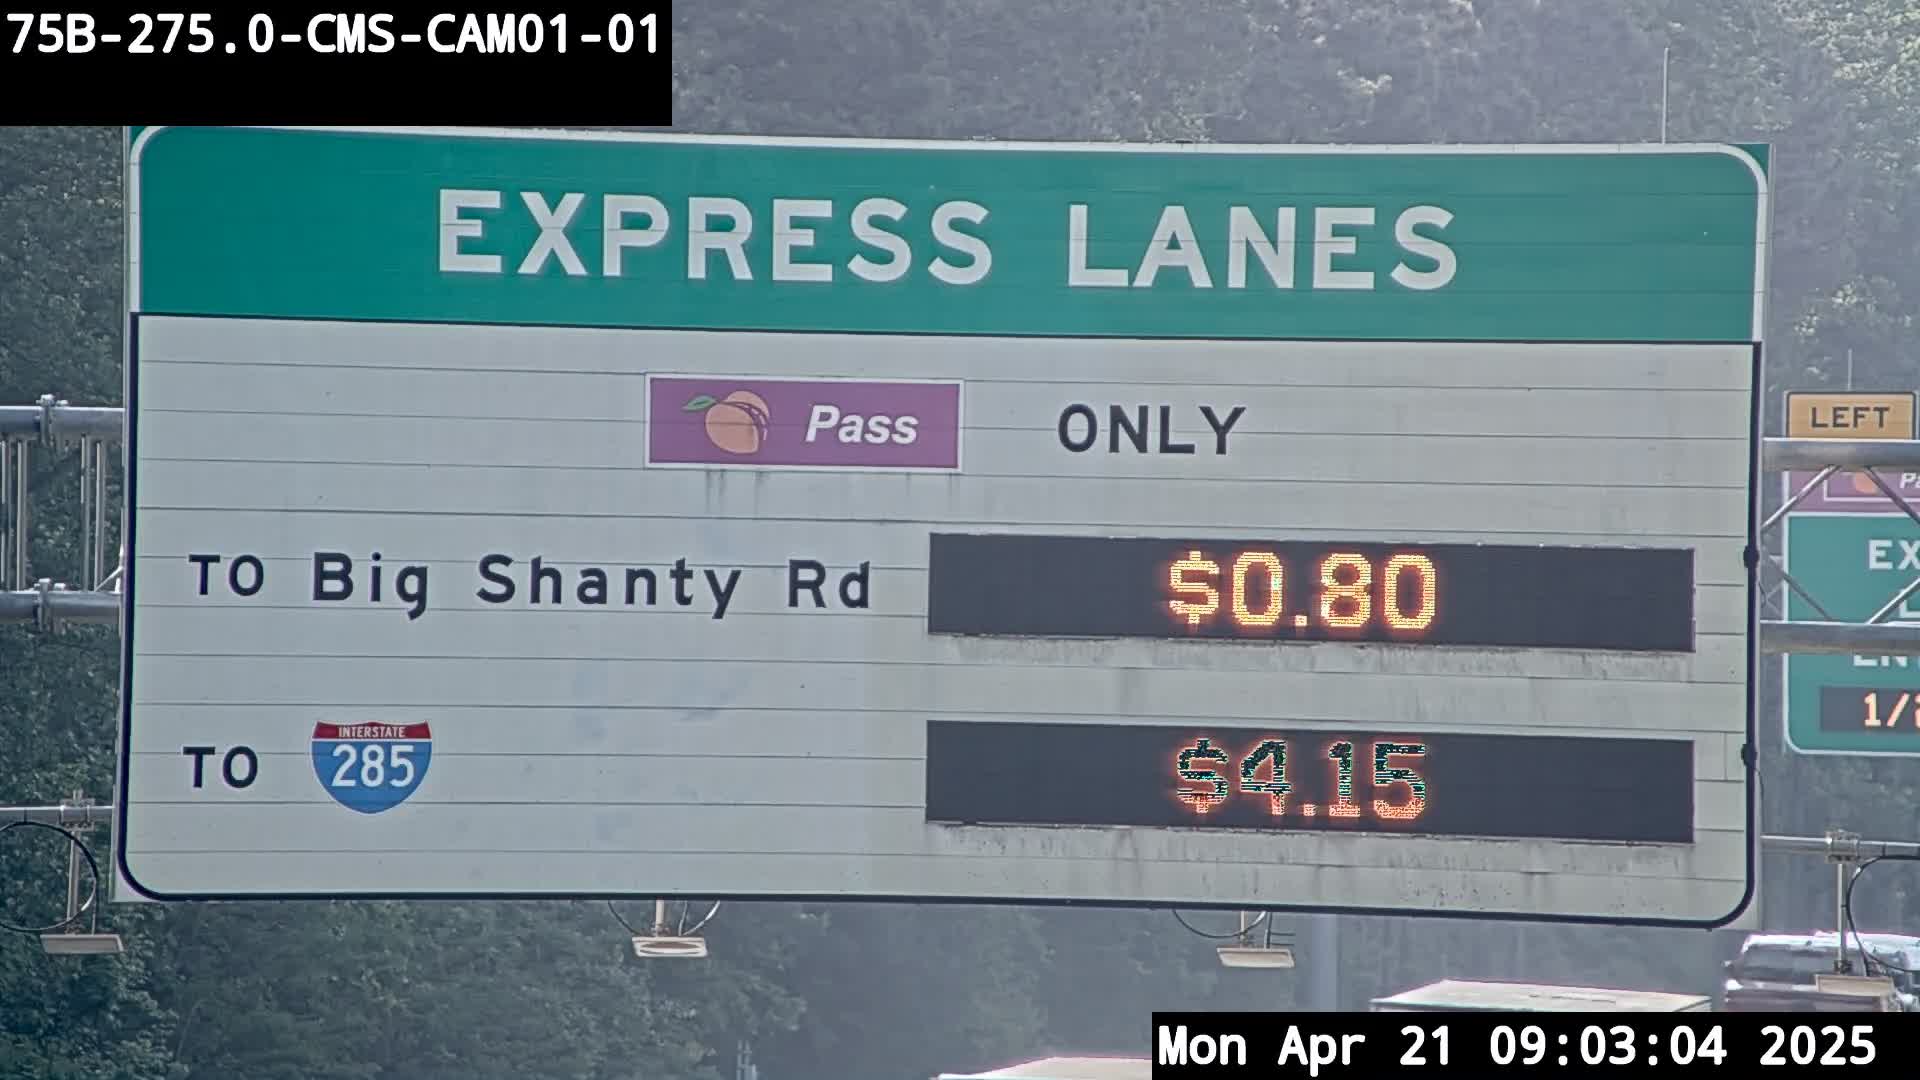 75B-275.0-CMS-CAM01-01
EXPRESS LANES
Pass ONLY
TO Big Shanty Rd $0.80
TO INTERSTATE 285 $4.15
LEFT
Mon Apr 21 09:03:04 2025